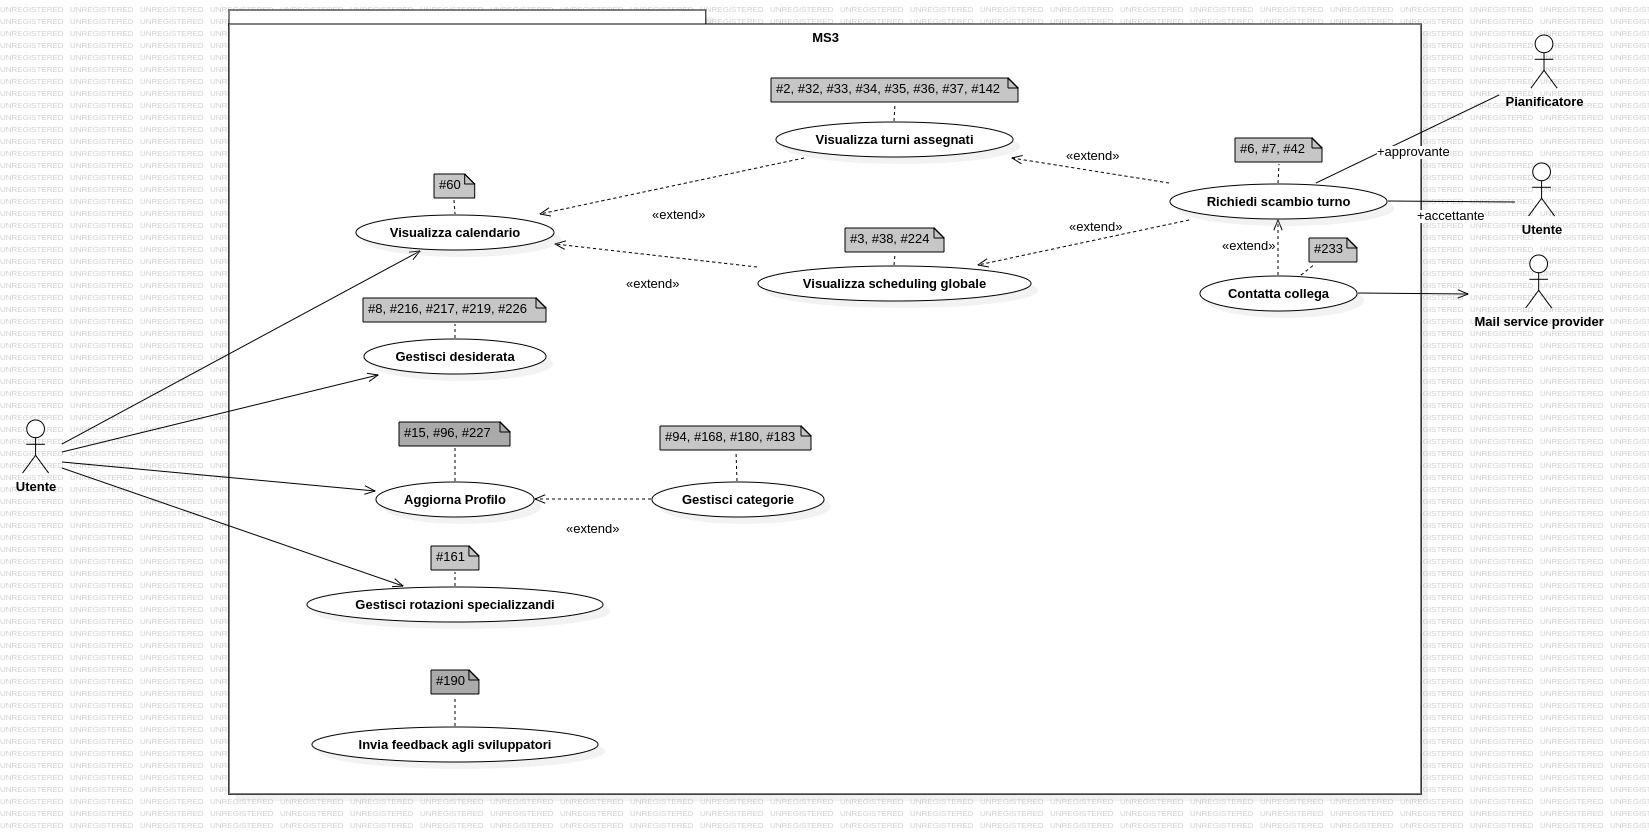 MS3
#2, #32, #33, #34, #35, #36, #37, #142
Pianificatore
Visualizza turni assegnati
#6, #7, #42
+approvante
«extend»
#60
Richiedi scambio turno
«extend»
+accettante
Visualizza calendario
#3, #38, #224
«extend»
Utente
«extend»
#233
«extend»
Visualizza scheduling globale
Contatta collega
#8, #216, #217, #219, #226
Mail service provider
Gestisci desiderata
#15, #96, #227
#94, #168, #180, #183
Utente
Aggiorna Profilo
Gestisci categorie
«extend»
#161
Gestisci rotazioni specializzandi
#190
Invia feedback agli sviluppatori
UNREGISTERED